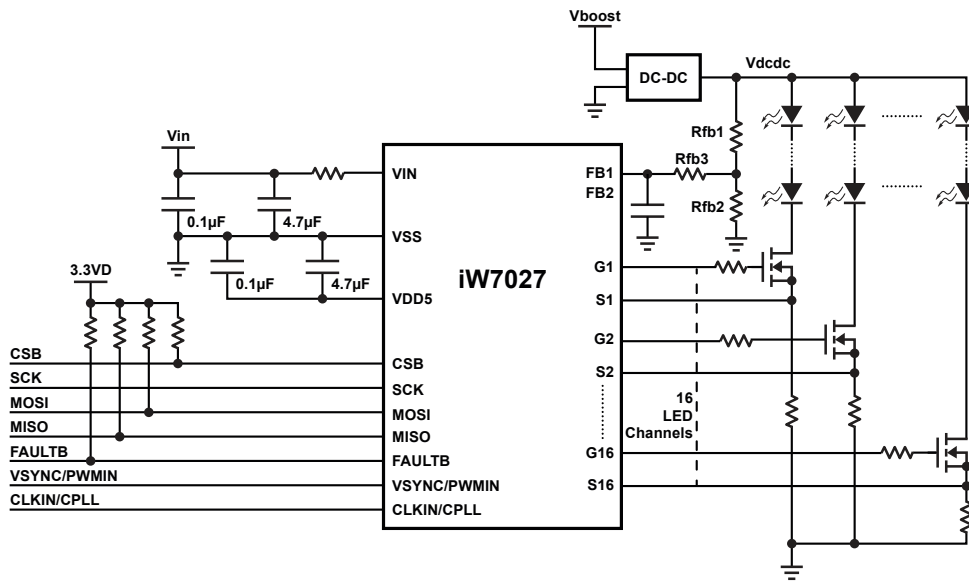 Vboost
DC-DC
Vdcdc
Vin
Rfb1
Rfb3
Rfb2
VIN
FB1
FB2
0.1µF
4.7µF
VSS
0.1µF
4.7µF
VDD5
3.3VD
iW7027
G1
S1
G2
S2
16
LED
Channels
G16
S16
CSB
SCK
MOSI
MISO
FAULTB
VSYNC/PWMIN
CLKIN/CPLL
CSB
SCK
MOSI
MISO
FAULTB
VSYNC/PWMIN
CLKIN/CPLL